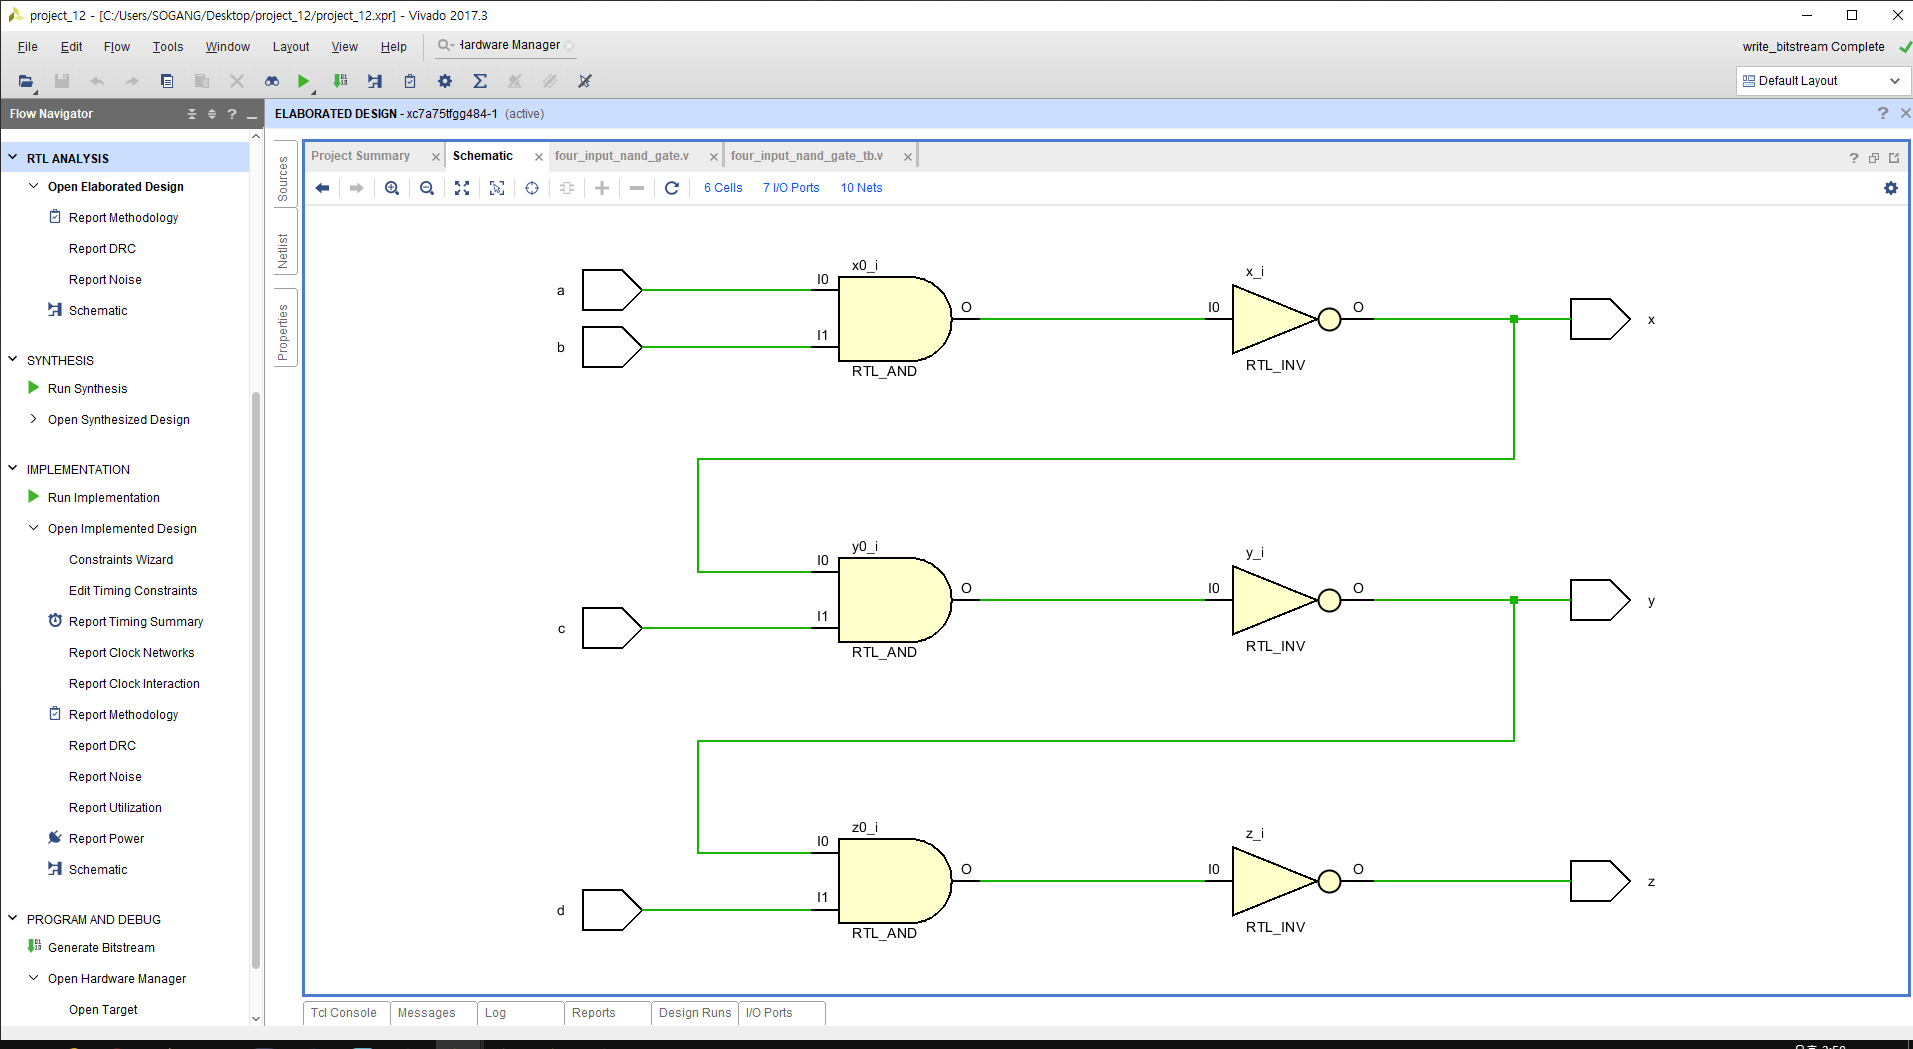 project_12 - [C:/Users/SOGANG/Desktop/project_12/project_12.xpr] - Vivado 2017.3
File Edit Flow Tools Window Layout View Help
Hardware Manager
write_bitstream Complete
Default Layout
Flow Navigator
?
ELABORATED DESIGN - xc7a75tfgg484-1 (active)
?
RTL ANALYSIS
Open Elaborated Design
Report Methodology
Report DRC
Report Noise
Schematic
SYNTHESIS
Run Synthesis
Open Synthesized Design
IMPLEMENTATION
Run Implementation
Open Implemented Design
Constraints Wizard
Edit Timing Constraints
Report Timing Summary
Report Clock Networks
Report Clock Interaction
Report Methodology
Report DRC
Report Noise
Report Utilization
Report Power
Schematic
PROGRAM AND DEBUG
Generate Bitstream
Open Hardware Manager
Open Target
Sources
Netlist
Properties
Project Summary
Schematic
four_input_nand_gate.v
four_input_nand_gate_tb.v
?
6 Cells
7 I/O Ports
10 Nets
a
b
I0
I1
x0_i
O
RTL_AND
I0
x_i
O
RTL_INV
x
c
I0
I1
y0_i
O
RTL_AND
I0
y_i
O
RTL_INV
y
d
I0
I1
z0_i
O
RTL_AND
I0
z_i
O
RTL_INV
z
Tcl Console
Messages
Log
Reports
Design Runs
I/O Ports